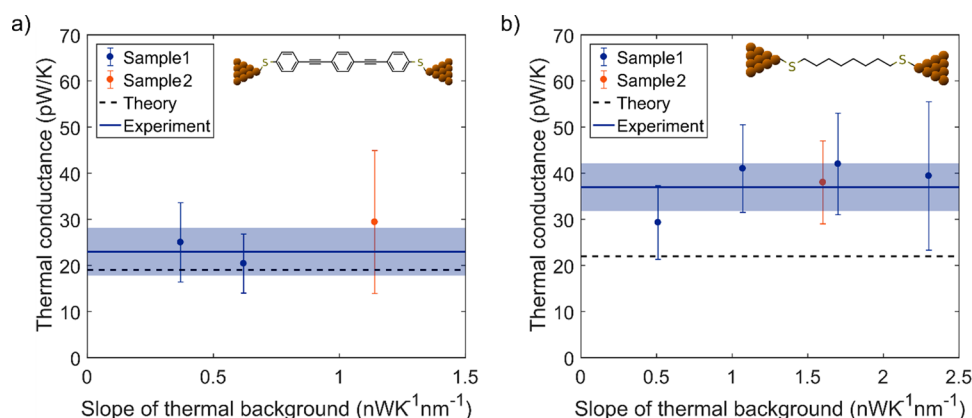 a)
70
60
50
40
30
20
10
0
Thermal conductance (pW/K)
Sample1
Sample2
Theory
Experiment
S
S
0
0.5
1
1.5
Slope of thermal background (nWK⁻¹nm⁻¹)
b)
70
60
50
40
30
20
10
0
Thermal conductance (pW/K)
Sample1
Sample2
Theory
Experiment
S
S
0
0.5
1
1.5
2
2.5
Slope of thermal background (nWK⁻¹nm⁻¹)